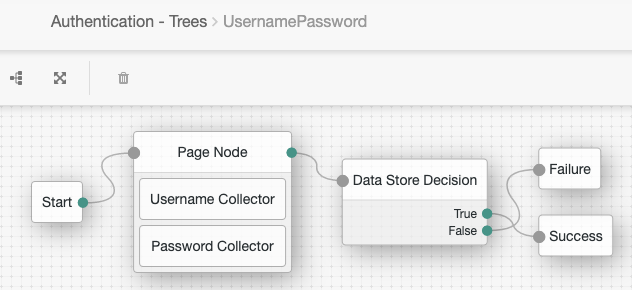 Authentication - Trees > UsernamePassword
Start
Page Node
Username Collector
Password Collector
Data Store Decision
True
False
Failure
Success